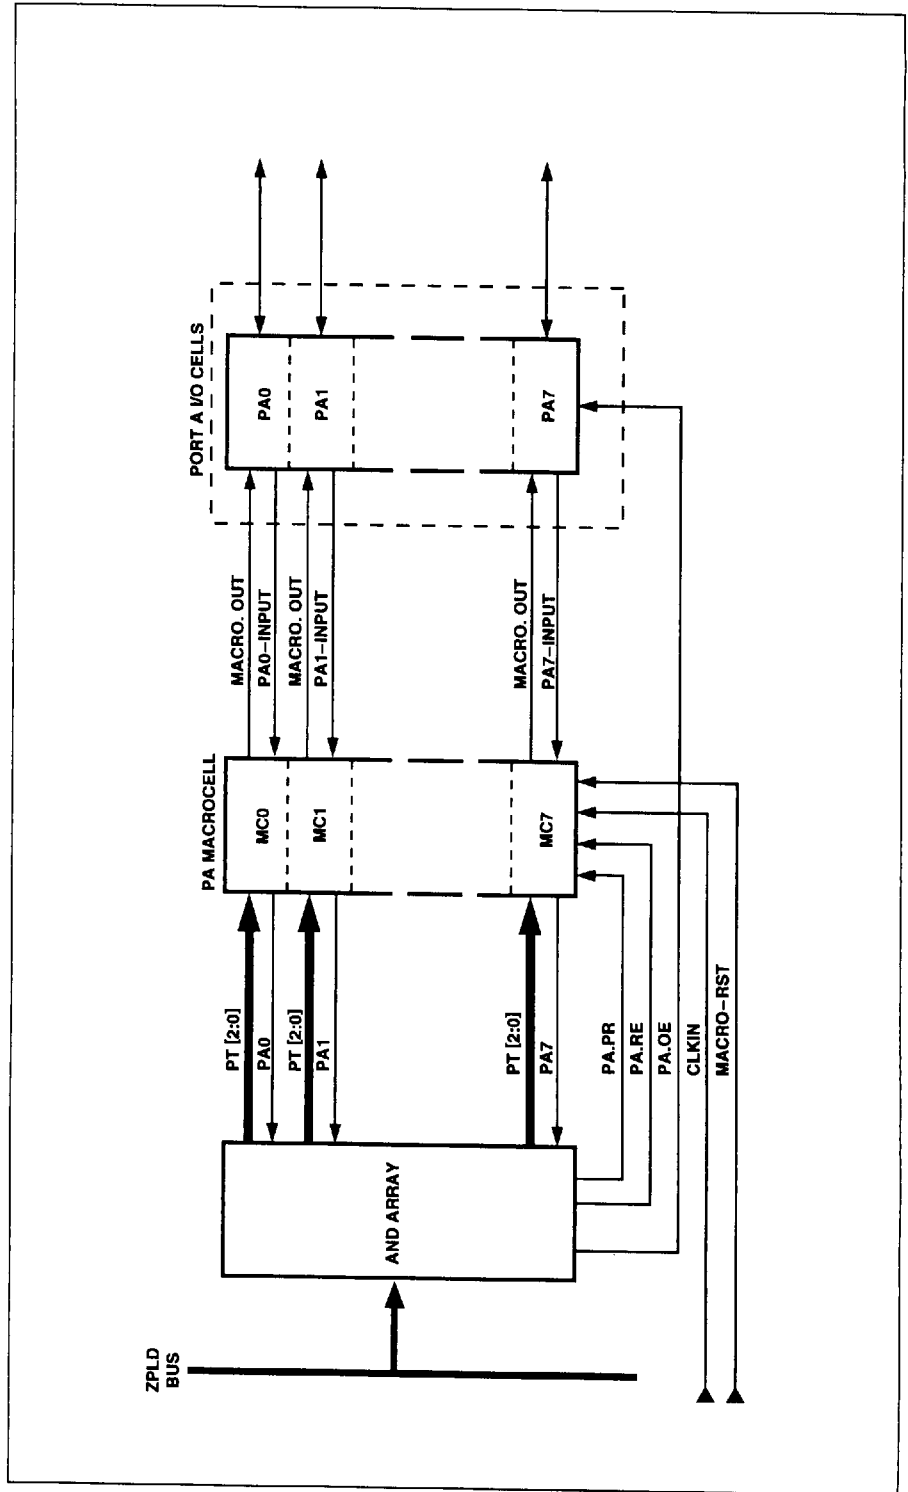 ZPLD
BUS
AND ARRAY
PT [2:0]
PA0
PT [2:0]
PA1
PT [2:0]
PA7
PA.PR
PA.RE
PA.OE
CLKIN
MACRO–RST
PA MACROCELL
MC0
MC1
MC7
MACRO. OUT
PA0–INPUT
MACRO. OUT
PA1–INPUT
MACRO. OUT
PA7–INPUT
PORT A I/O CELLS
PA0
PA1
PA7